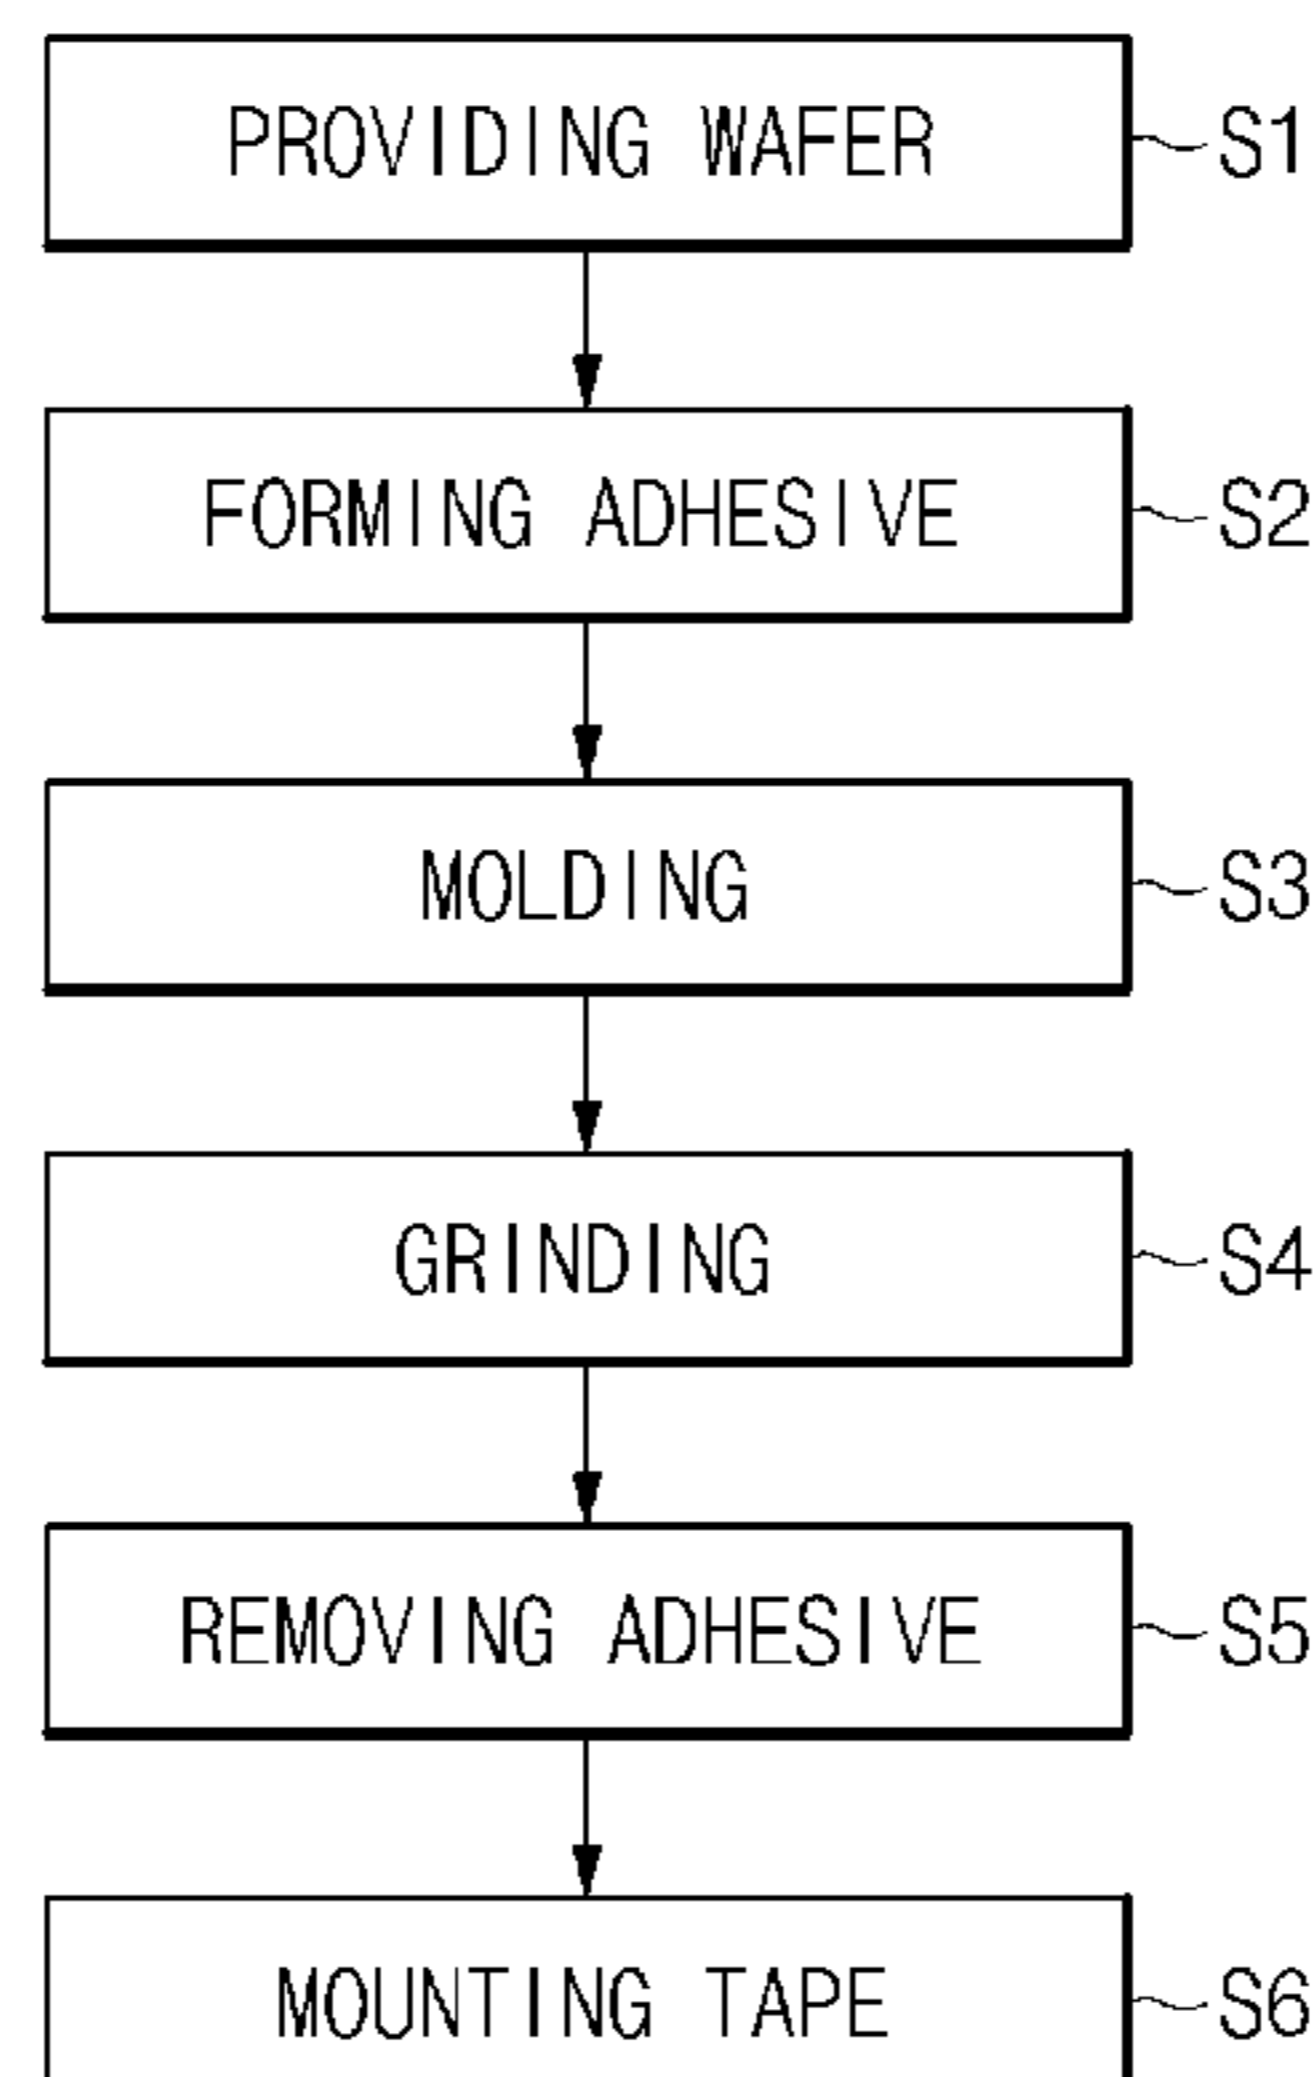 PROVIDING WAFER S1
FORMING ADHESIVE S2
MOLDING S3
GRINDING S4
REMOVING ADHESIVE S5
MOUNTING TAPE S6